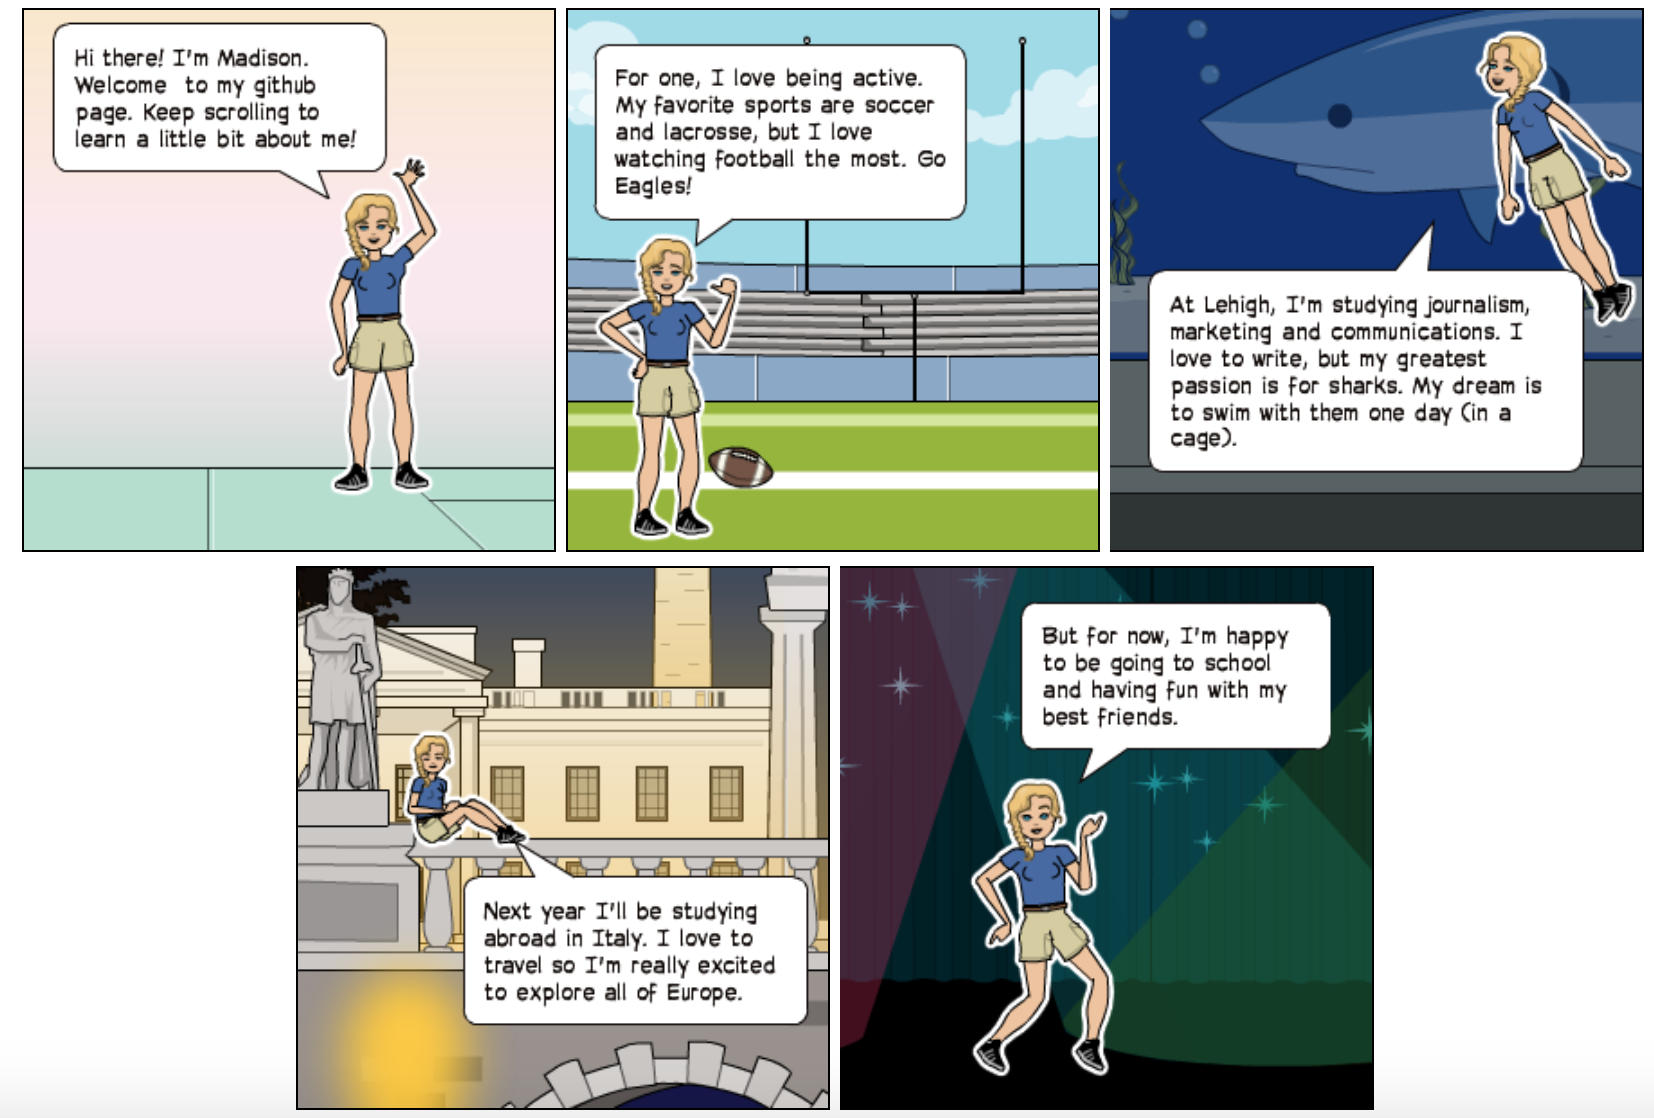 Hi there! I'm Madison.
Welcome  to my github
page. Keep scrolling to
learn a little bit about me!
For one, I love being active.
My favorite sports are soccer
and lacrosse, but I love
watching football the most. Go
Eagles!
At Lehigh, I'm studying journalism,
marketing and communications. I
love to write, but my greatest
passion is for sharks. My dream is
to swim with them one day (in a
cage).
Next year I'll be studying
abroad in Italy. I love to
travel so I'm really excited
to explore all of Europe.
But for now, I'm happy
to be going to school
and having fun with my
best friends.